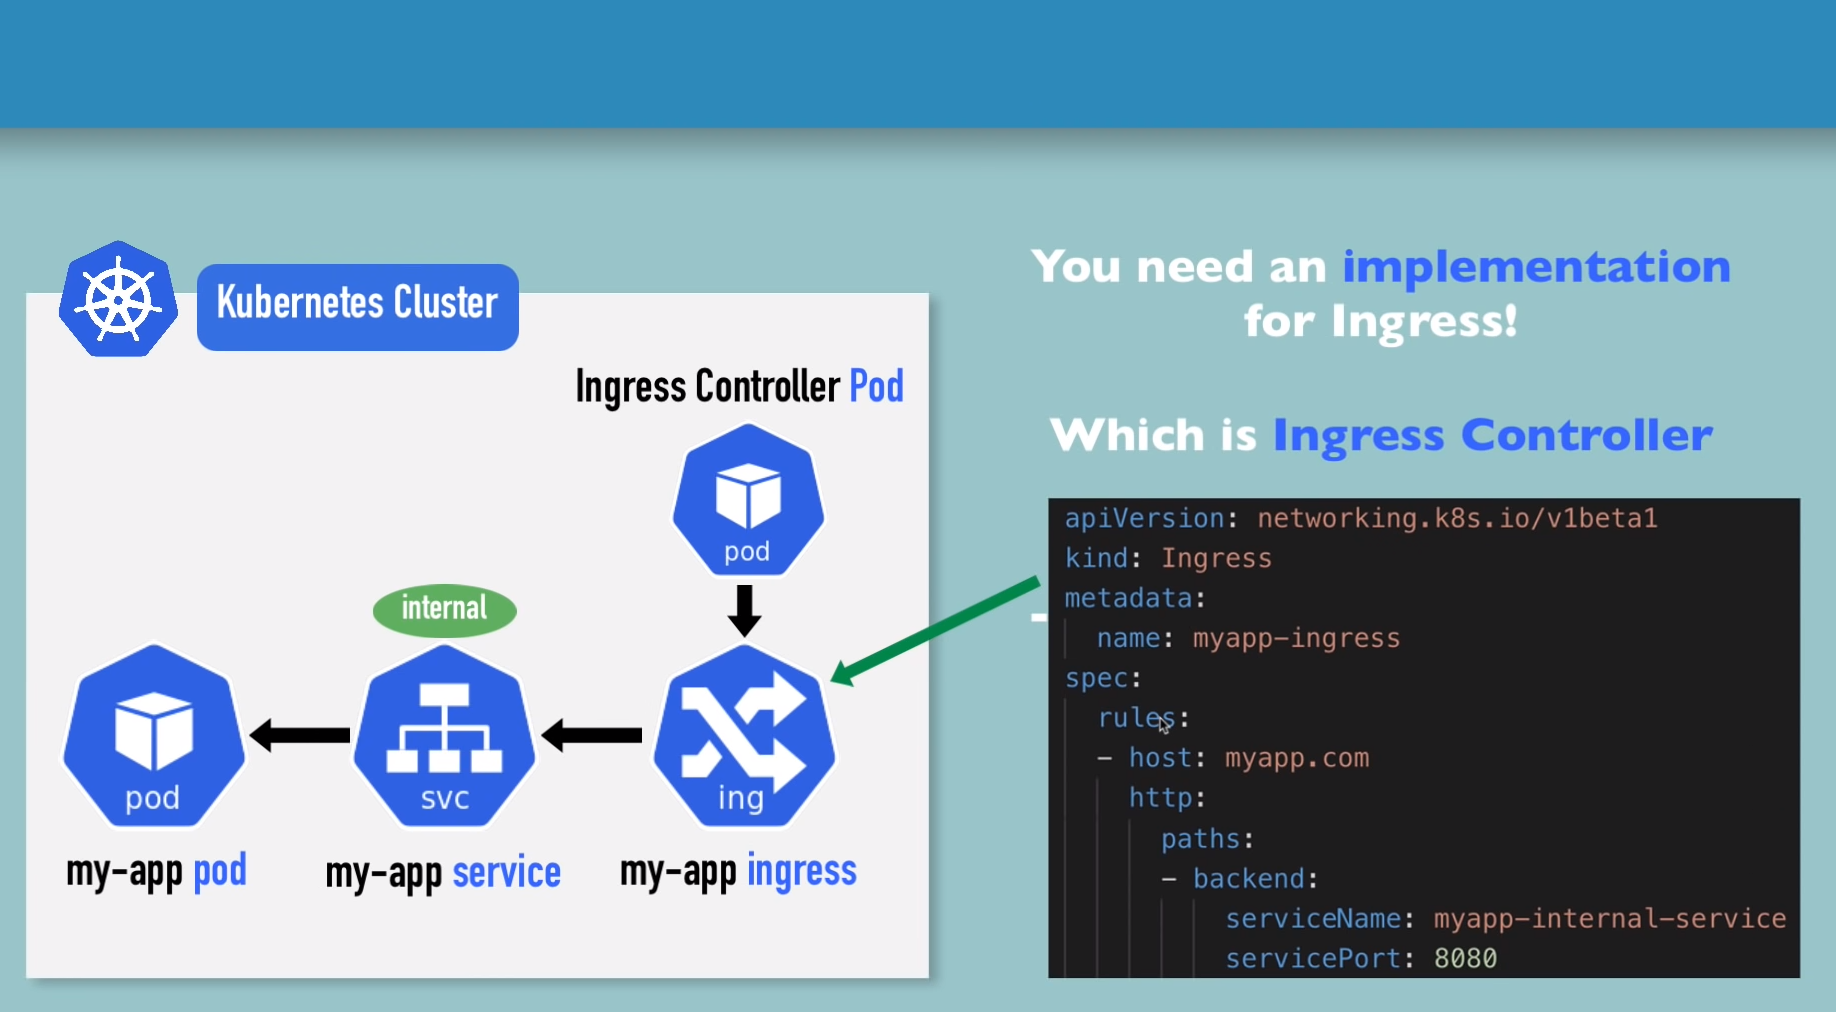 Kubernetes Cluster
Ingress Controller Pod
pod
internal
pod
svc
ing
my-app pod
my-app service
my-app ingress
You need an implementation
for Ingress!
Which is Ingress Controller
-
apiVersion: networking.k8s.io/v1beta1
kind: Ingress
metadata:
  name: myapp-ingress
spec:
  rules:
  - host: myapp.com
    http:
      paths:
      - backend:
          serviceName: myapp-internal-service
          servicePort: 8080